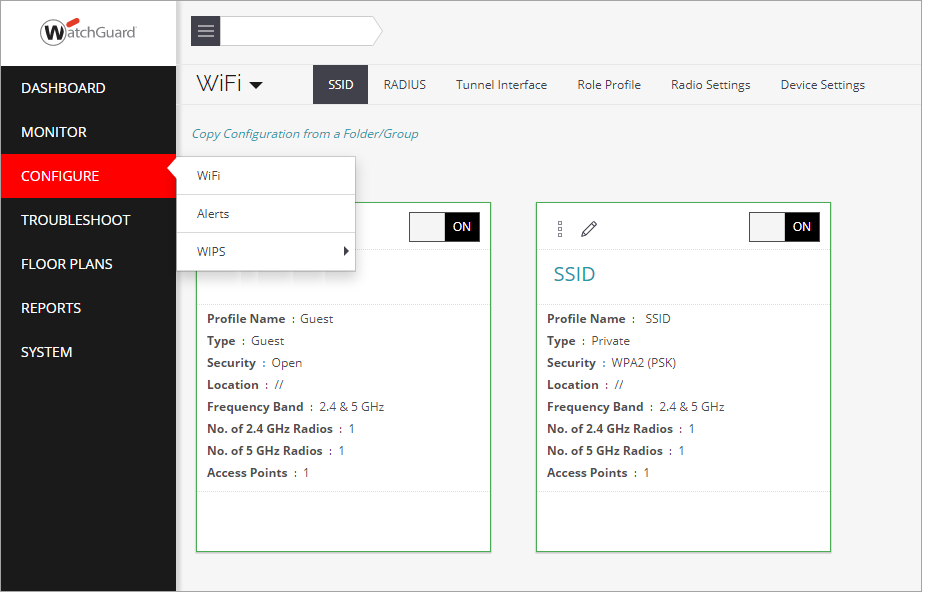 WatchGuard
DASHBOARD
MONITOR
CONFIGURE
TROUBLESHOOT
FLOOR PLANS
REPORTS
SYSTEM
WiFi
SSID
RADIUS
Tunnel Interface
Role Profile
Radio Settings
Device Settings
Copy Configuration from a Folder/Group
WiFi
Alerts
WIPS
ON
Profile Name : Guest
Type : Guest
Security : Open
Location : //
Frequency Band : 2.4 & 5 GHz
No. of 2.4 GHz Radios : 1
No. of 5 GHz Radios : 1
Access Points : 1
ON
SSID
Profile Name : SSID
Type : Private
Security : WPA2 (PSK)
Location : //
Frequency Band : 2.4 & 5 GHz
No. of 2.4 GHz Radios : 1
No. of 5 GHz Radios : 1
Access Points : 1